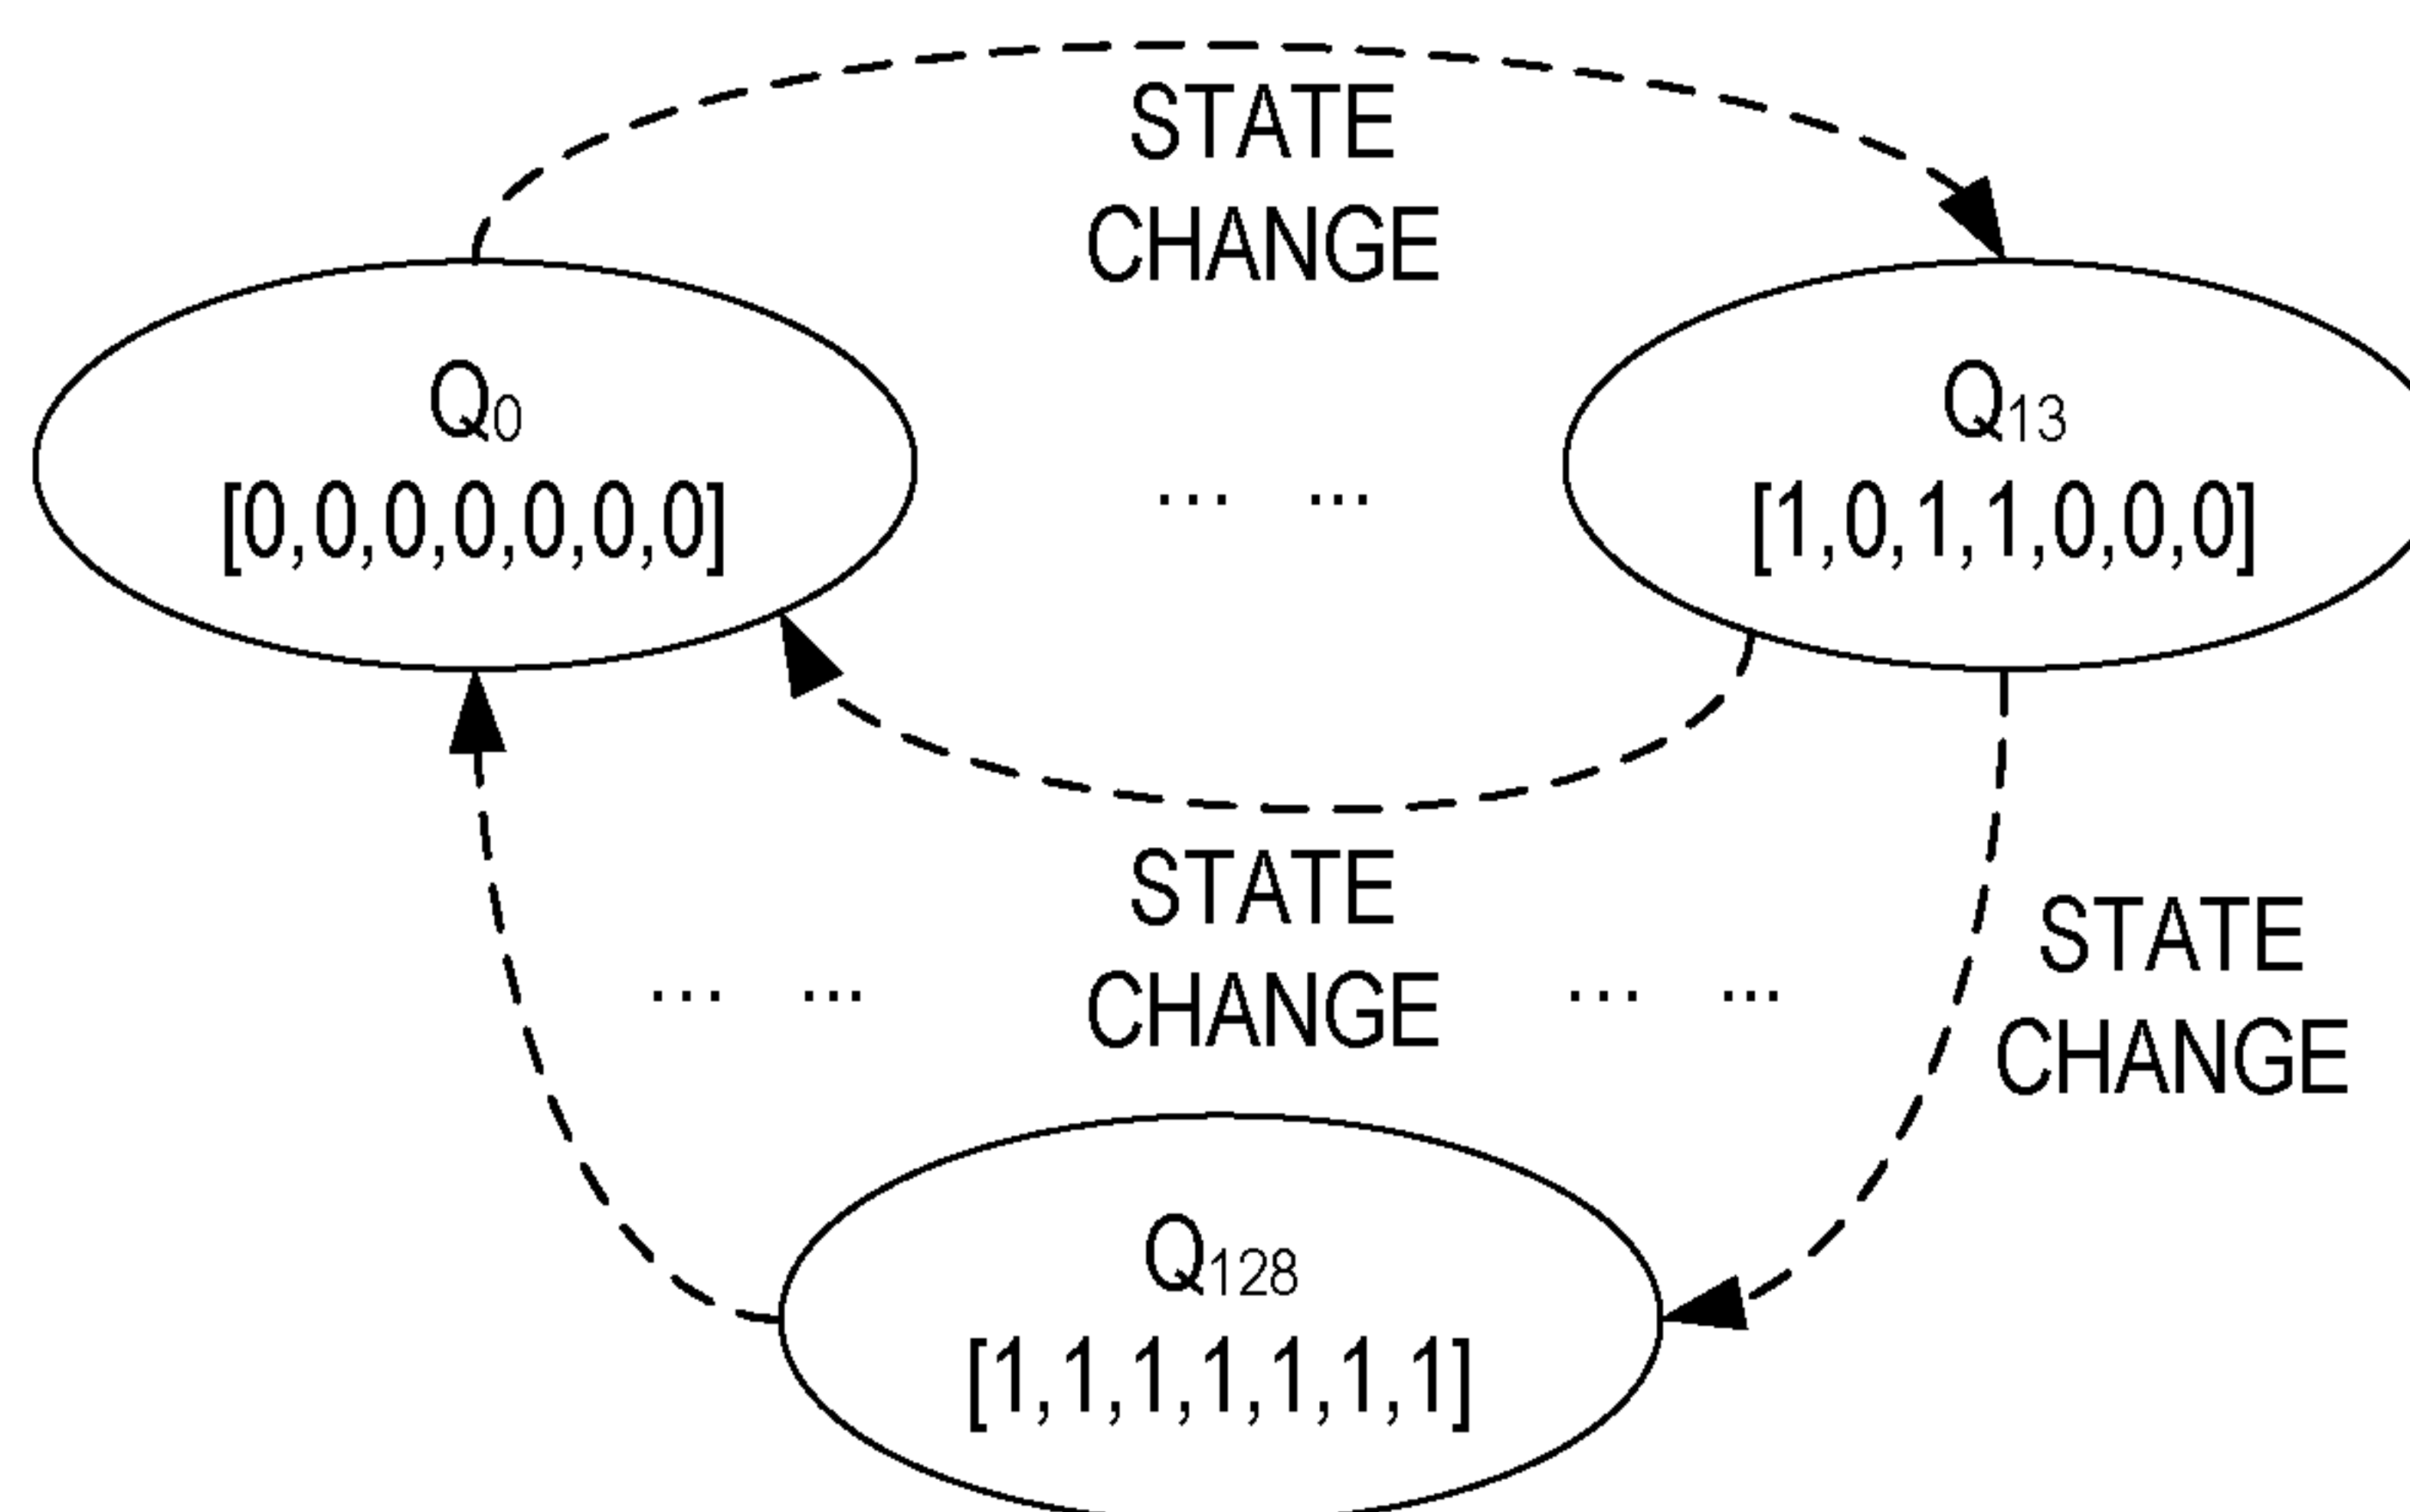 STATE
CHANGE
Q0
[0,0,0,0,0,0,0]
... ...
Q13
[1,0,1,1,0,0,0]
STATE
CHANGE
... ...
... ...
STATE
CHANGE
Q128
[1,1,1,1,1,1,1]